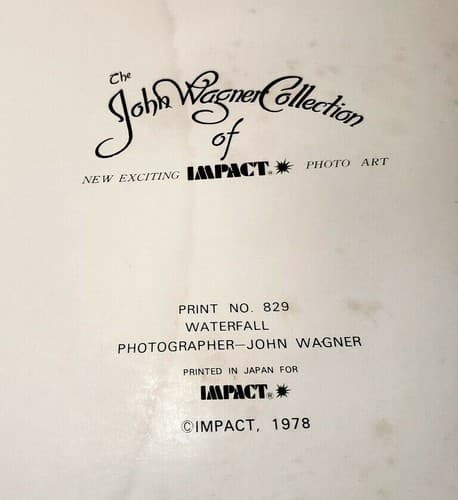 The
John Wagner Collection
of
NEW EXCITING IMPACT® PHOTO ART
PRINT NO. 829
WATERFALL
PHOTOGRAPHER—JOHN WAGNER
PRINTED IN JAPAN FOR
IMPACT®
©IMPACT, 1978